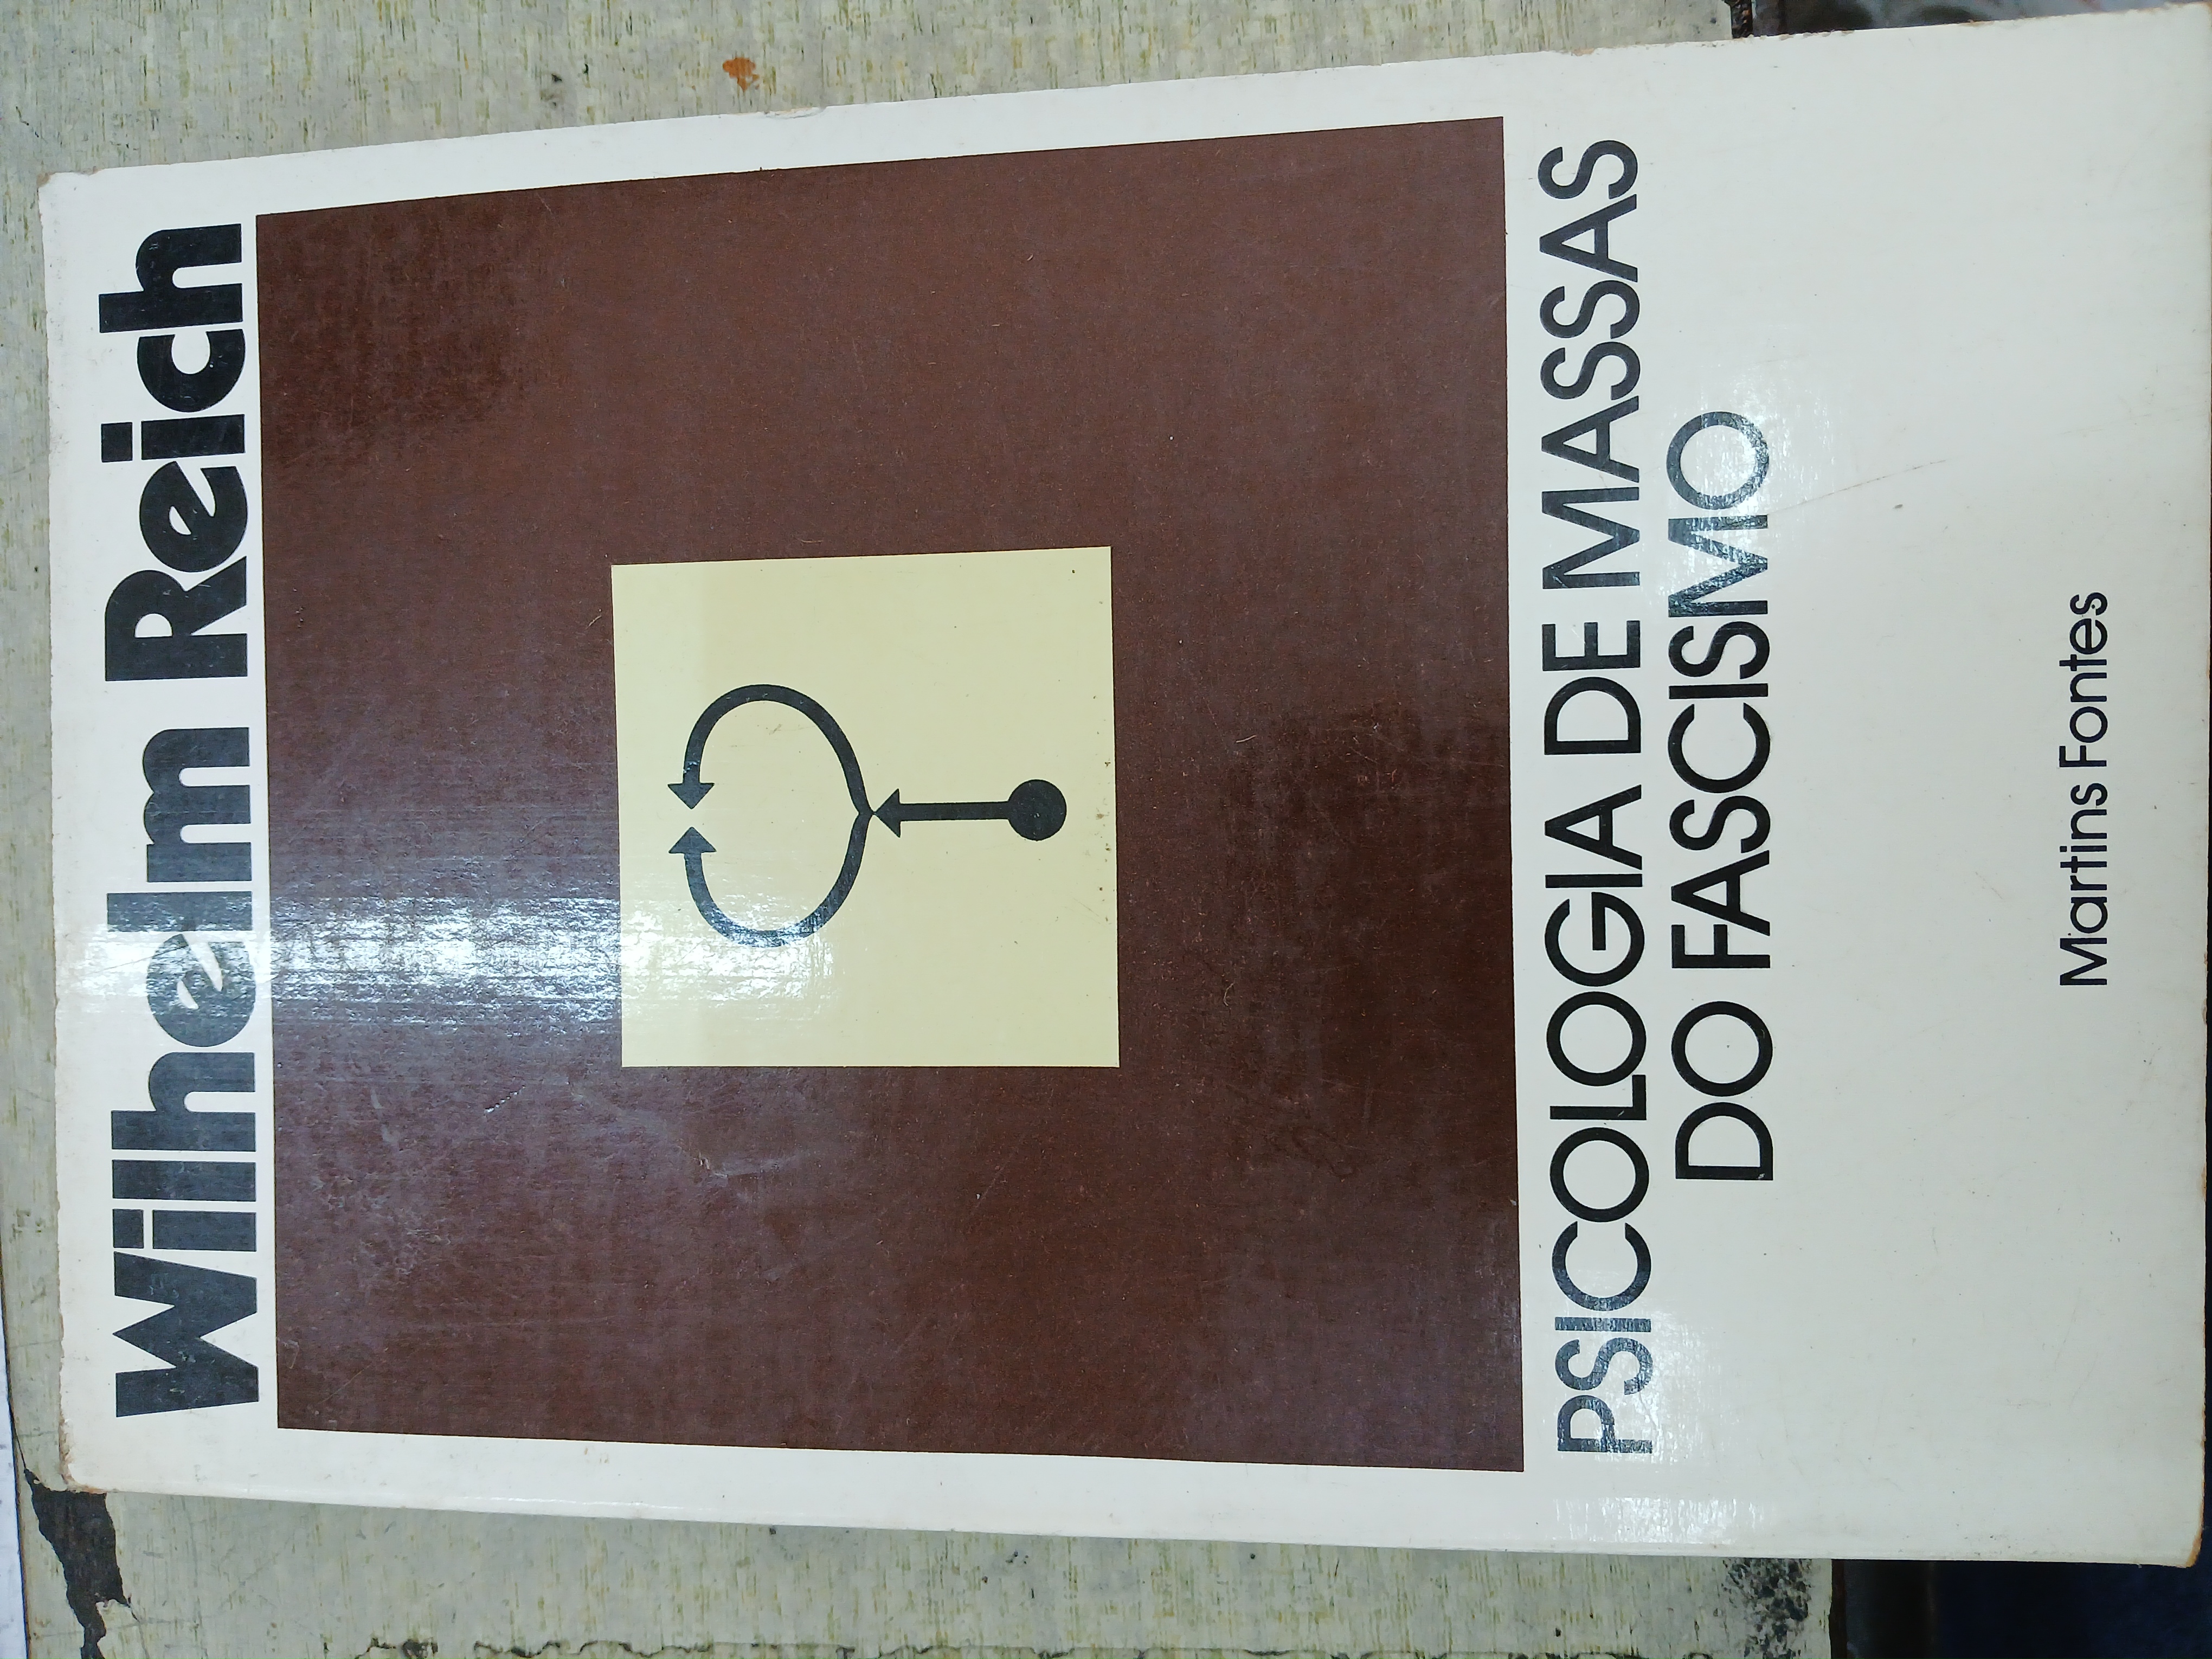 Wilhelm Reich
PSICOLOGIA DE MASSAS
DO FASCISMO
Martins Fontes